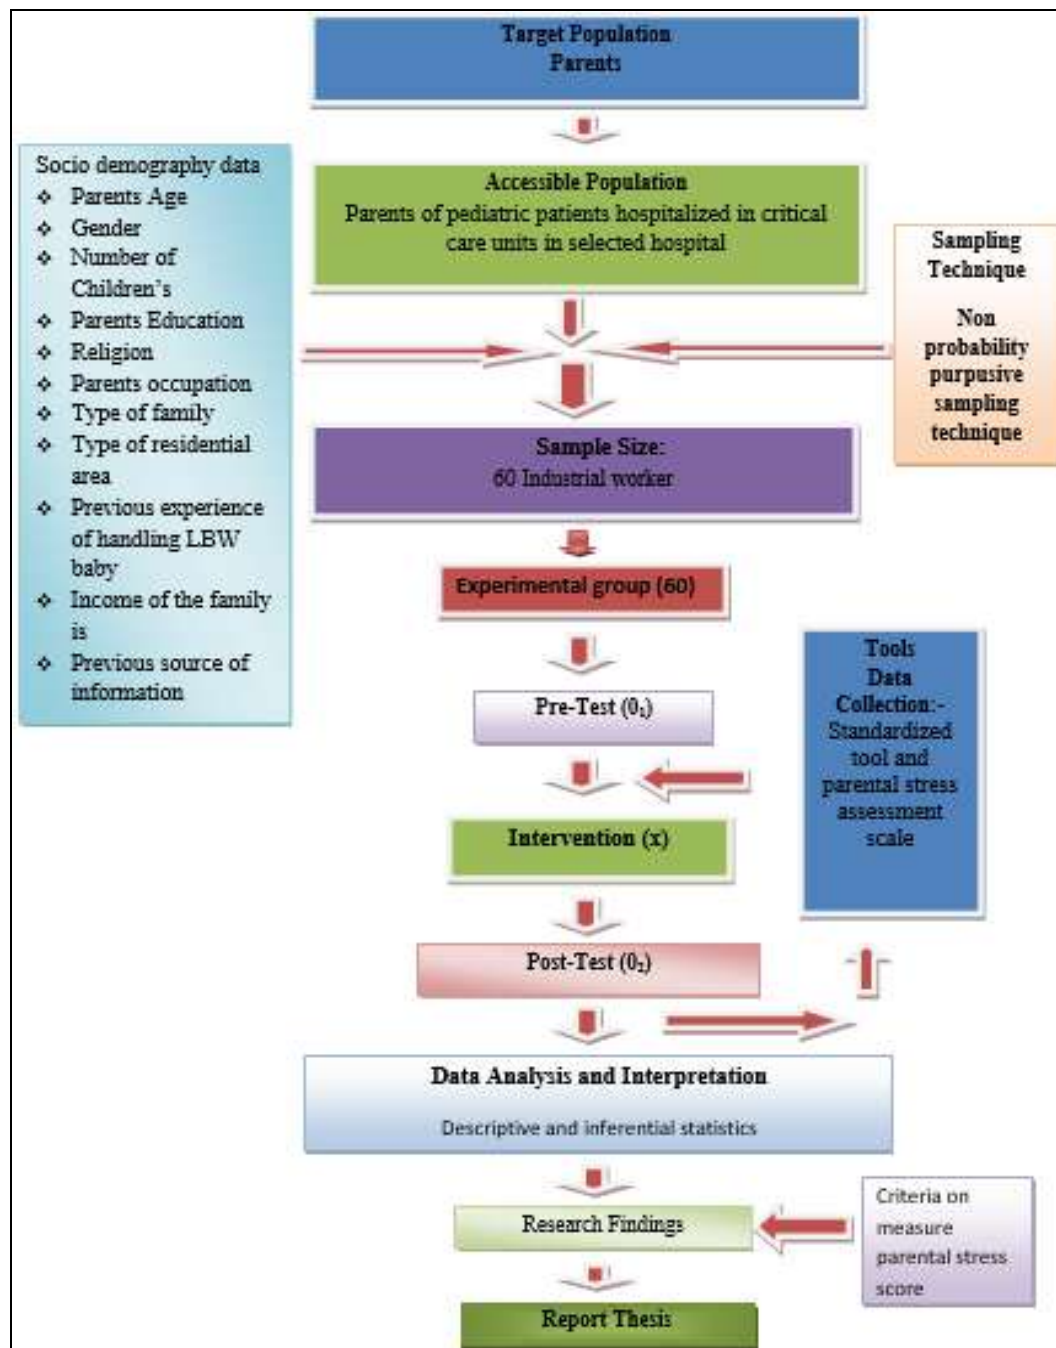 Target Population
Parents
Socio demography data
❖ Parents Age
❖ Gender
❖ Number of
Children's
❖ Parents Education
❖ Religion
❖ Parents occupation
❖ Type of family
❖ Type of residential
area
❖ Previous experience
of handling LBW
baby
❖ Income of the family
is
❖ Previous source of
information
Accessible Population
Parents of pediatric patients hospitalized in critical
care units in selected hospital
Sampling
Technique
Non
probability
purpusive
sampling
technique
Sample Size:
60 Industrial worker
Experimental group (60)
Pre-Test (0₁)
Tools
Data
Collection:-
Standardized
tool and
parental stress
assessment
scale
Intervention (x)
Post-Test (0₂)
Data Analysis and Interpretation
Descriptive and inferential statistics
Research Findings
Criteria on
measure
parental stress
score
Report Thesis